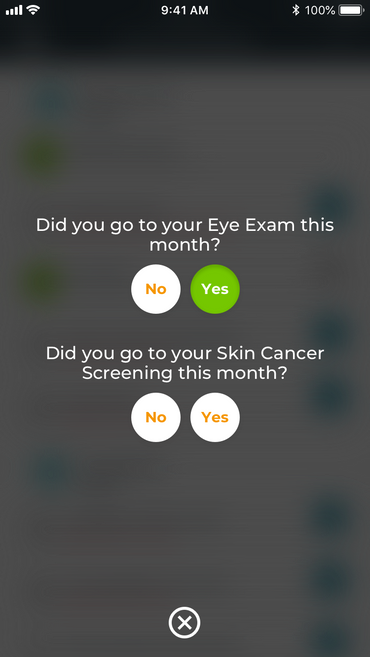 9:41 AM 100%
Did you go to your Eye Exam this
month?
No Yes
Did you go to your Skin Cancer
Screening this month?
No Yes